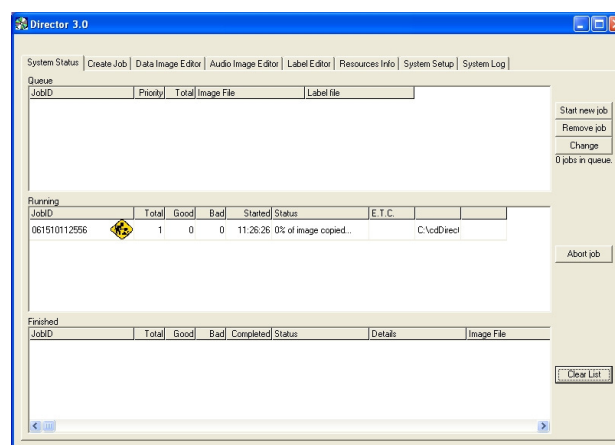 Director 3.0
System Status Create Job Data Image Editor Audio Image Editor Label Editor Resources Info System Setup System Log
Queue
JobID Priority Total Image File Label file
Start new job
Remove job
Change
0 jobs in queue.
Running
JobID Total Good Bad Started Status E.T.C.
061510112556 1 0 0 11:26:26 0% of image copied... C:\cdDirect
Abort job
Finished
JobID Total Good Bad Completed Status Details Image File
Clear List